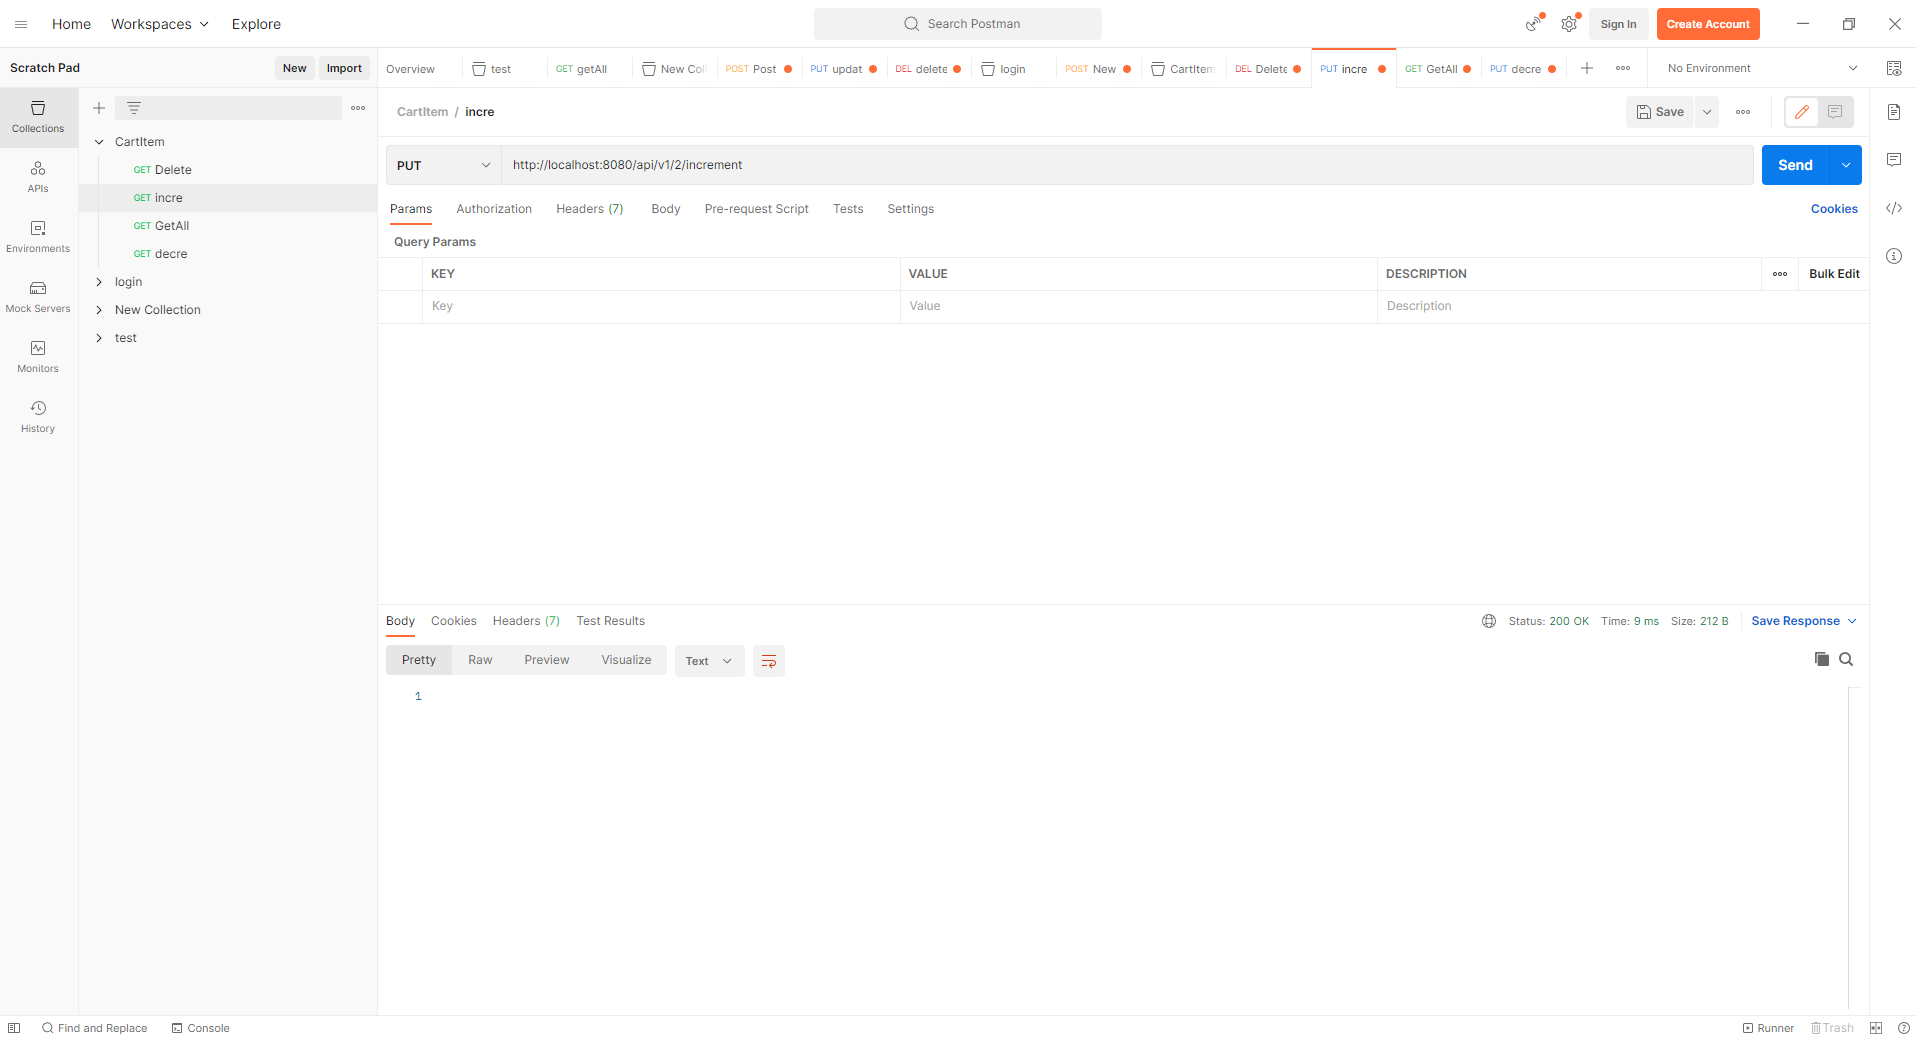 Home Workspaces Explore Search Postman Sign In Create Account
Scratch Pad New Import Overview test GET getAll New Col POST Post PUT updat DEL delete login POST New CartItem DEL Delete PUT incre GET GetAll PUT decre No Environment
Collections
APIs
Environments
Mock Servers
Monitors
History
CartItem
GET Delete
GET incre
GET GetAll
GET decre
login
New Collection
test
CartItem / incre Save
PUT http://localhost:8080/api/v1/2/increment Send
Params Authorization Headers (7) Body Pre-request Script Tests Settings Cookies
Query Params
KEY VALUE DESCRIPTION Bulk Edit
Key Value Description
Body Cookies Headers (7) Test Results Status: 200 OK Time: 9 ms Size: 212 B Save Response
Pretty Raw Preview Visualize Text
1
Find and Replace Console Runner Trash